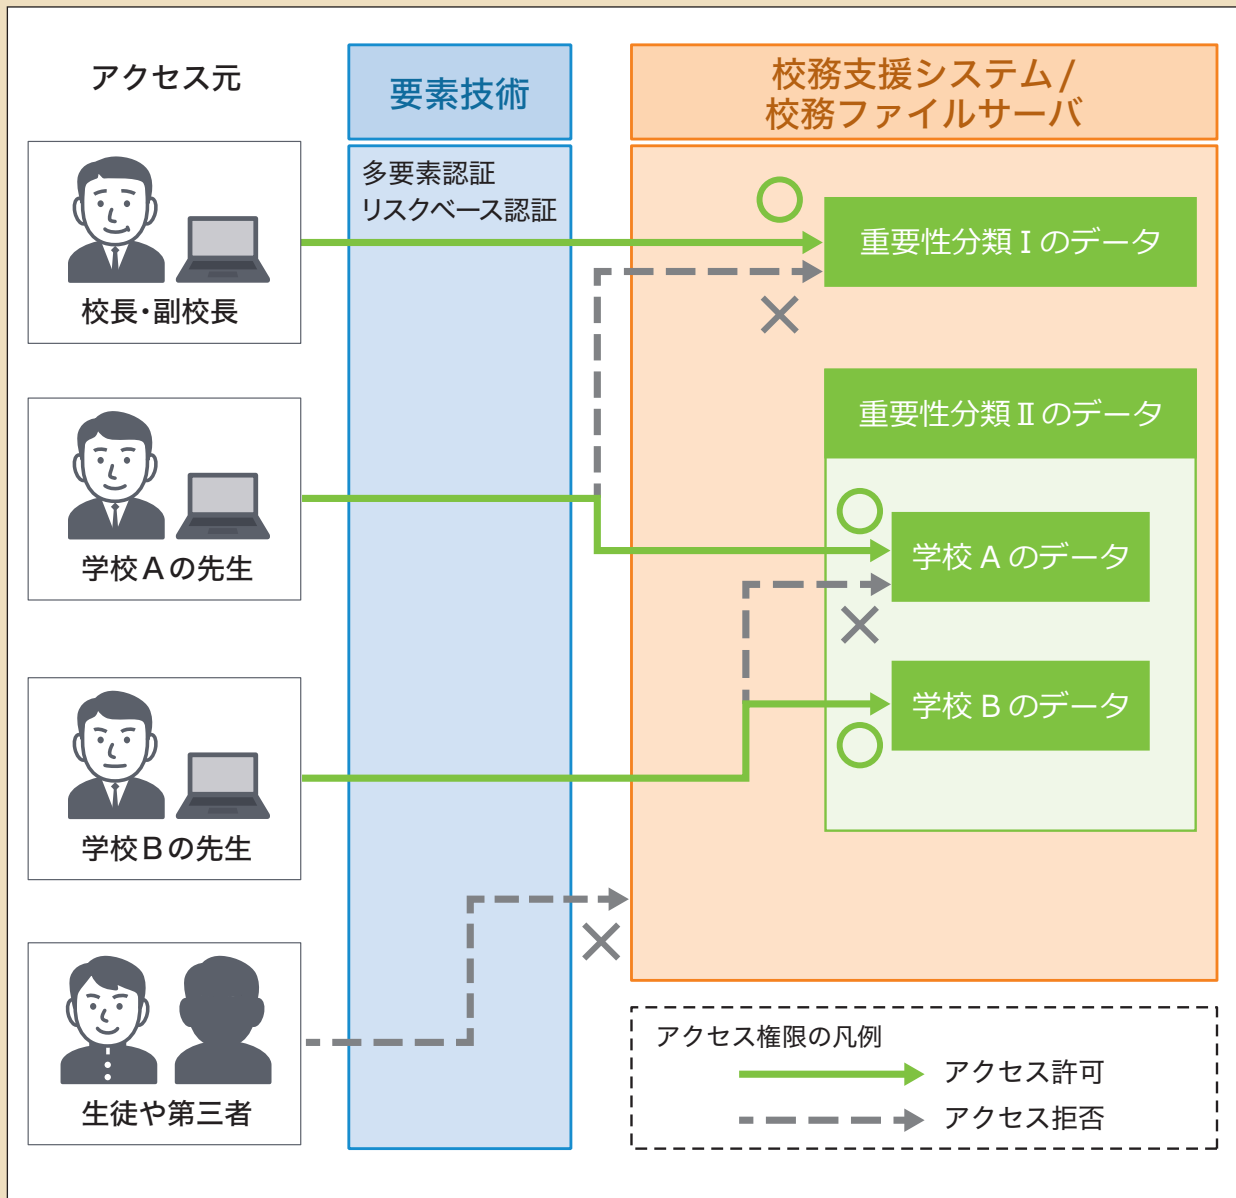 アクセス元
要素技術
校務支援システム/
校務ファイルサーバ
多要素認証
リスクベース認証
校長・副校長
重要性分類Ⅰのデータ
学校Aの先生
重要性分類Ⅱのデータ
学校Aのデータ
学校Bの先生
学校Bのデータ
生徒や第三者
アクセス権限の凡例
アクセス許可
アクセス拒否